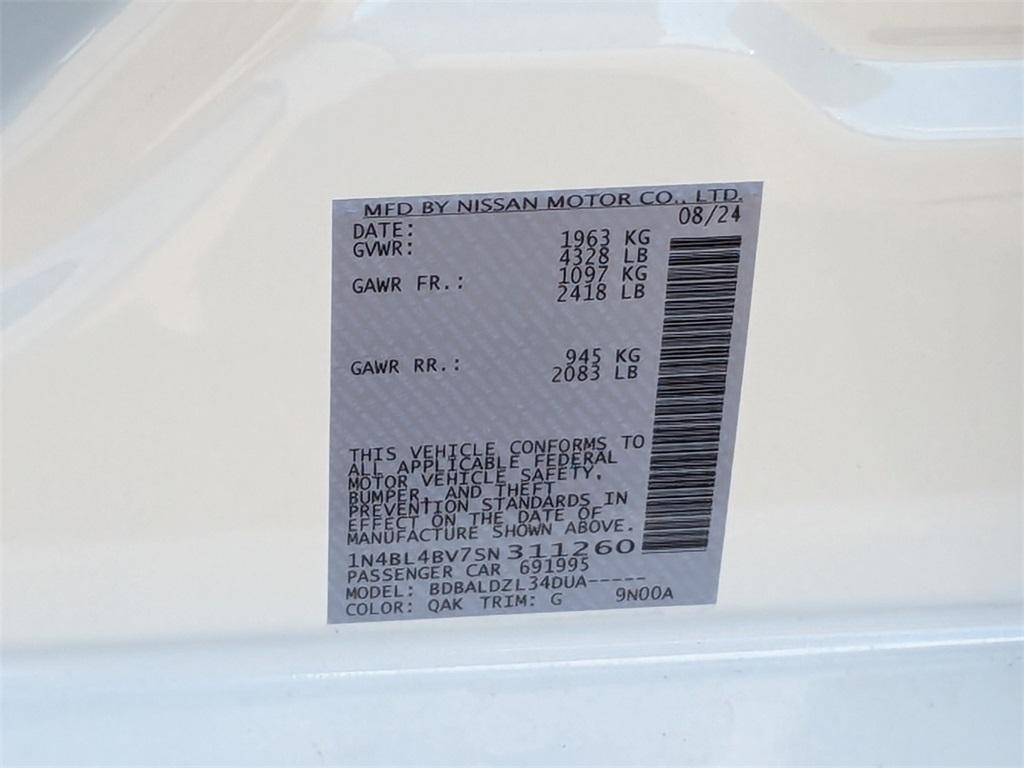 MFD BY NISSAN MOTOR CO., LTD.
DATE: 08/24
GVWR: 1963 KG
4328 LB
GAWR FR.: 1097 KG
2418 LB
GAWR RR.: 945 KG
2083 LB
THIS VEHICLE CONFORMS TO
ALL APPLICABLE FEDERAL
MOTOR VEHICLE SAFETY,
BUMPER, AND THEFT
PREVENTION STANDARDS IN
EFFECT ON THE DATE OF
MANUFACTURE SHOWN ABOVE.
1N4BL4BV7SN311260
PASSENGER CAR 691995
MODEL: BDBALDZL34DUA-----
COLOR: QAK TRIM: G 9N00A